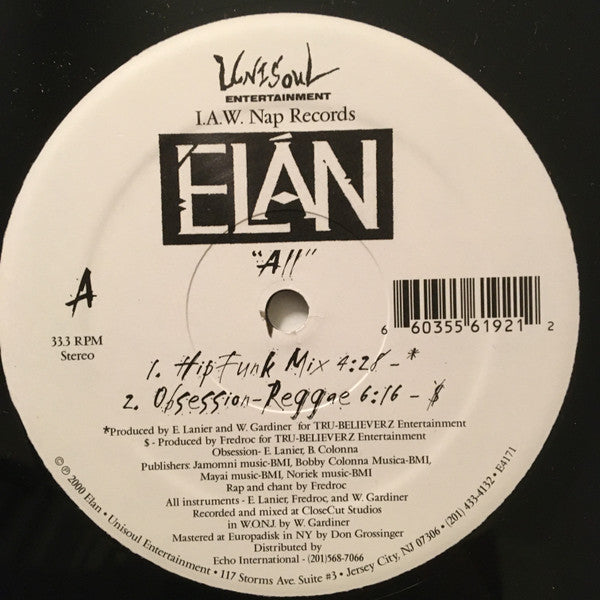 UNISOUL
ENTERTAINMENT
I.A.W. Nap Records
ELÁN
"All"
A
33.3 RPM
Stereo
6 60355 61921 2
1. HipFunk Mix 4:28 - *
2. Obsession-Reggae 6:16 - $
*Produced by E. Lanier and W. Gardiner for TRU-BELIEVERZ Entertainment
$ - Produced by Fredroc for TRU-BELIEVERZ Entertainment
Obsession- E. Lanier, B. Colonna
Publishers Jamomni music-BMI, Bobby Colonna Musica-BMI,
Mayai music-BMI, Noriek music-BMI
Rap and chant by Fredroc
All instruments - E. Lanier, Fredroc, and W. Gardiner
Recorded and mixed at CloseCut Studios
in W.O.N.J. by W. Gardiner
Mastered at Europadisk in NY by Don Grossinger
Distributed by
Echo International - (201)568-7066
© ℗ 2000 Elan • Unisoul Entertainment • 117 Storms Ave. Suite #3 • Jersey City, NJ 07306 • (201) 433-4132 • E4171